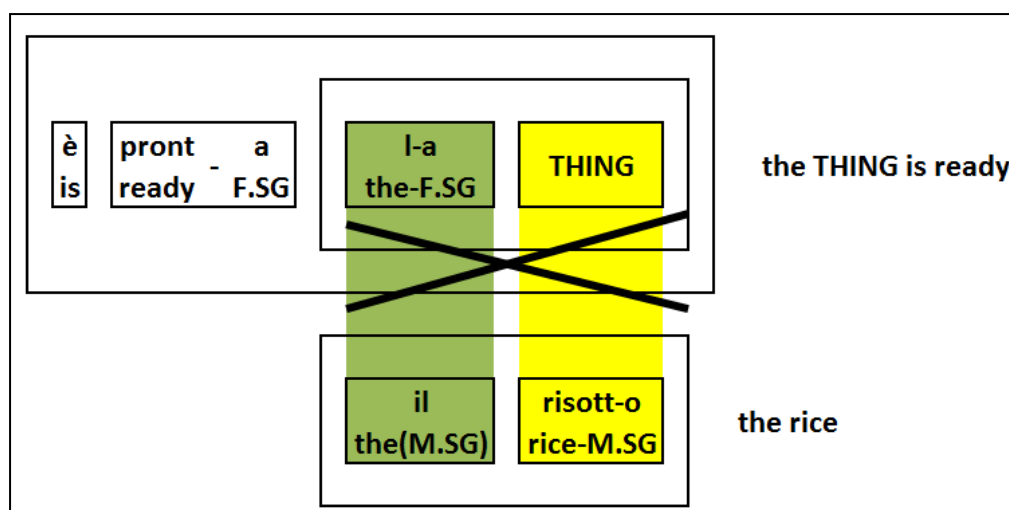 è pront - a l-a THING the THING is ready
is ready F.SG the-F.SG
il risott-o the rice
the(M.SG) rice-M.SG